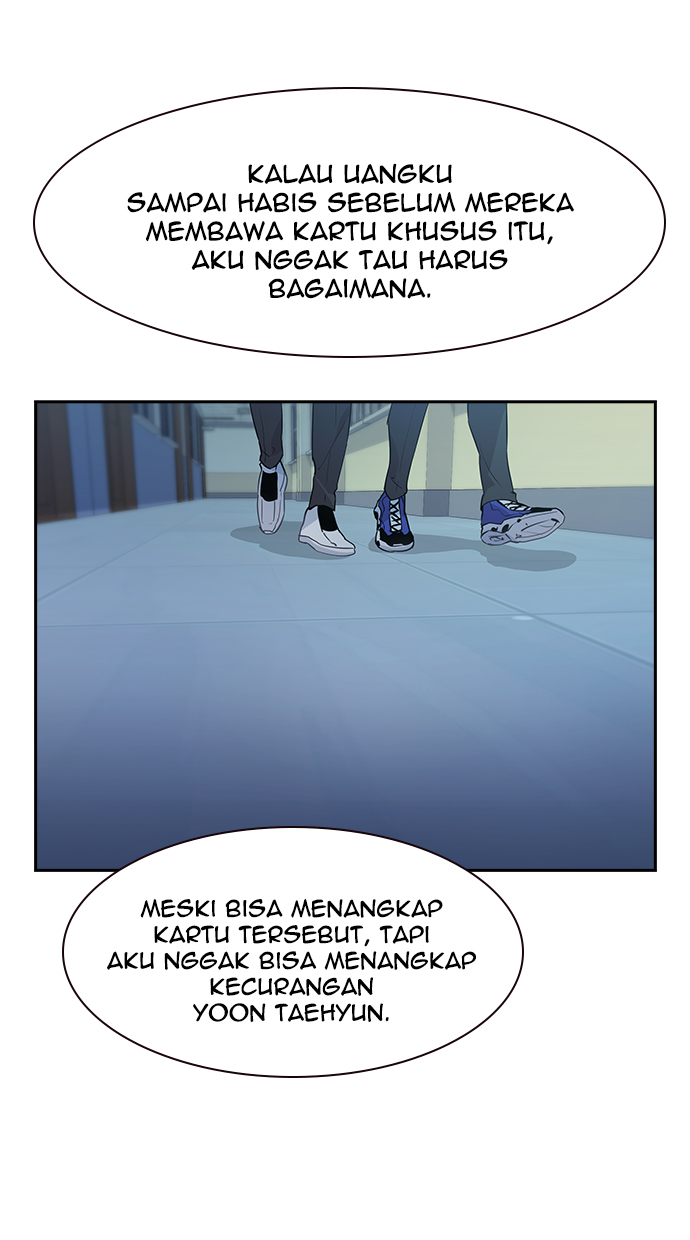 KALAU UANGKU
SAMPAI HABIS SEBELUM MEREKA
MEMBAWA KARTU KHUSUS ITU,
AKU NGGAK TAU HARUS
BAGAIMANA.
MESKI BISA MENANGKAP
KARTU TERSEBUT, TAPI
AKU NGGAK BISA MENANGKAP
KECURANGAN
YOON TAEHYUN.